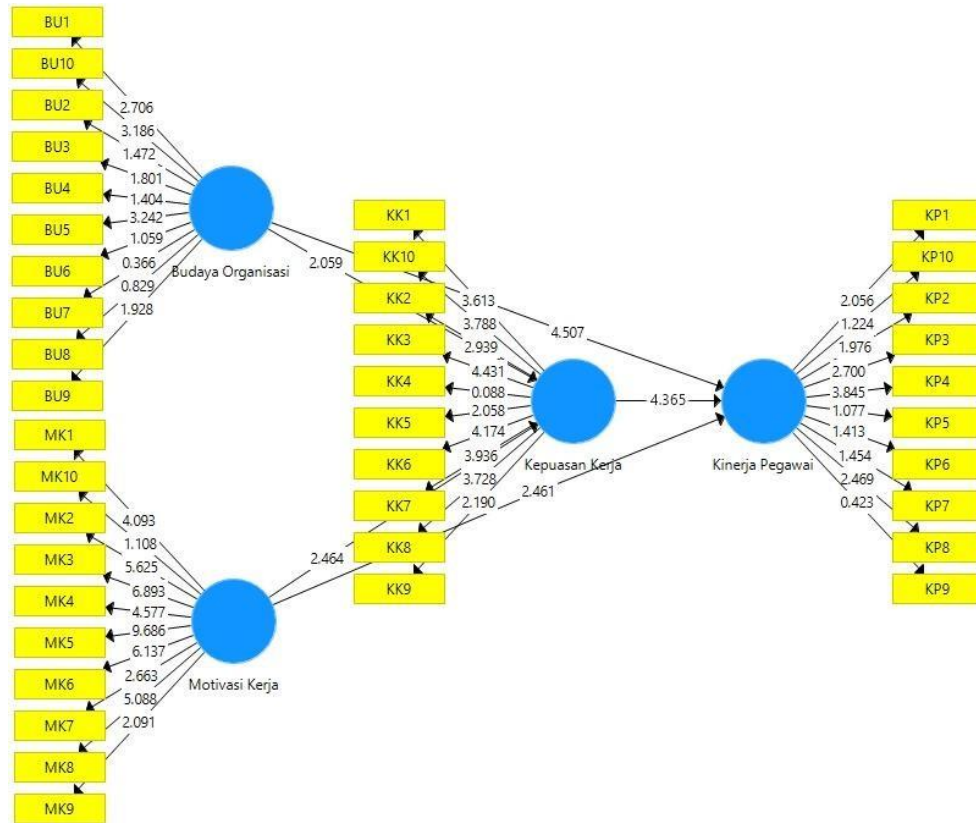 BU1
BU10
BU2
BU3
BU4
BU5
BU6
BU7
BU8
BU9
2.706
3.186
1.472
1.801
1.404
3.242
1.059
0.366
0.829
1.928
Budaya Organisasi
MK1
MK10
MK2
MK3
MK4
MK5
MK6
MK7
MK8
MK9
4.093
1.108
5.625
6.893
4.577
9.686
6.137
2.663
5.088
2.091
Motivasi Kerja
2.059
4.507
2.464
2.461
KK1
KK10
KK2
KK3
KK4
KK5
KK6
KK7
KK8
KK9
3.613
3.788
2.939
4.431
0.088
2.058
4.174
3.936
3.728
2.190
Kepuasan Kerja
4.365
Kinerja Pegawai
2.056
1.224
1.976
2.700
3.845
1.077
1.413
1.454
2.469
0.423
KP1
KP10
KP2
KP3
KP4
KP5
KP6
KP7
KP8
KP9